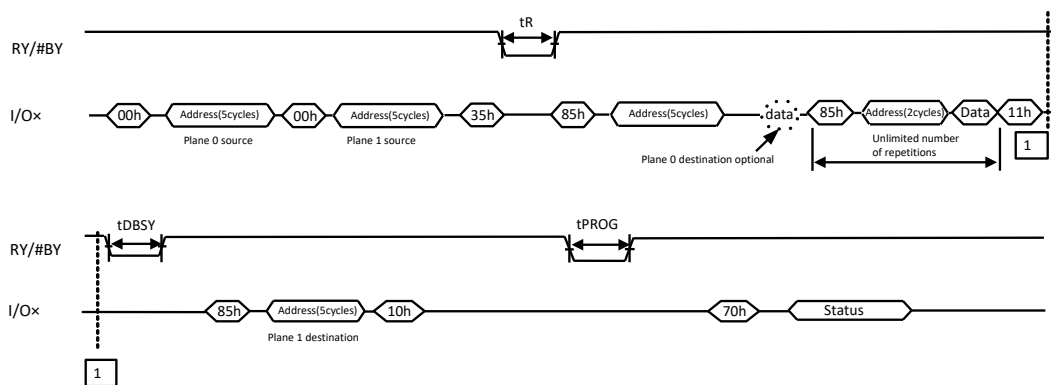 tR
RY/#BY
I/O× 00h Address(5cycles) 00h Address(5cycles) 35h 85h Address(5cycles) data 85h Address(2cycles) Data 11h
Plane 0 source Plane 1 source Plane 0 destination optional
Unlimited number
of repetitions
1
tDBSY tPROG
RY/#BY
I/O× 85h Address(5cycles) 10h 70h Status
Plane 1 destination
1